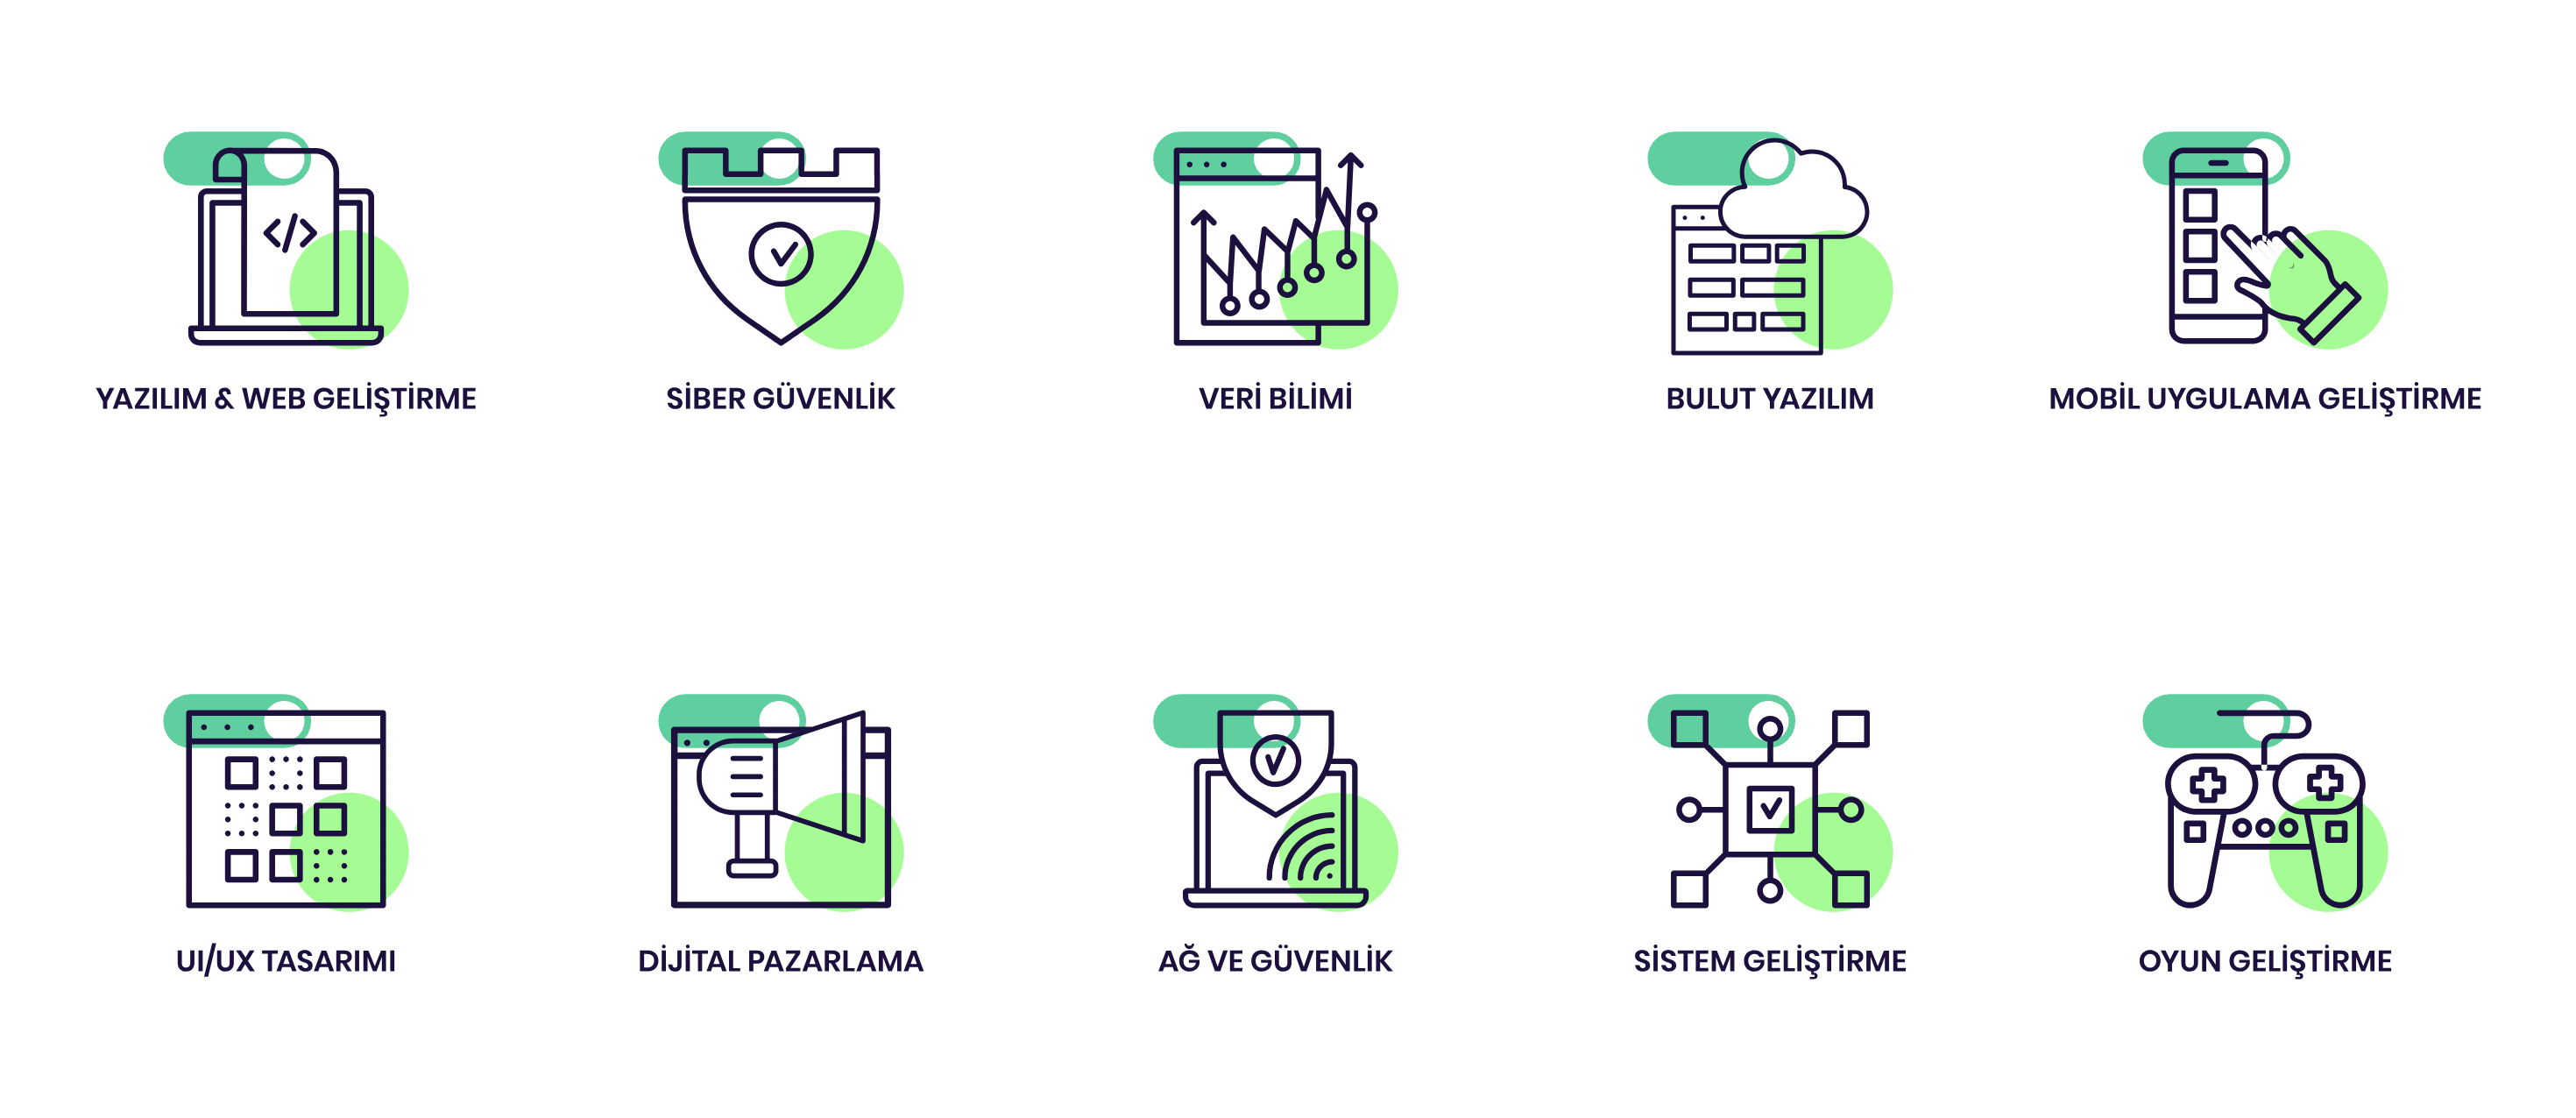 YAZILIM & WEB GELİŞTİRME
SİBER GÜVENLİK
VERİ BİLİMİ
BULUT YAZILIM
MOBİL UYGULAMA GELİŞTİRME
UI/UX TASARIMI
DİJİTAL PAZARLAMA
AĞ VE GÜVENLİK
SİSTEM GELİŞTİRME
OYUN GELİŞTİRME